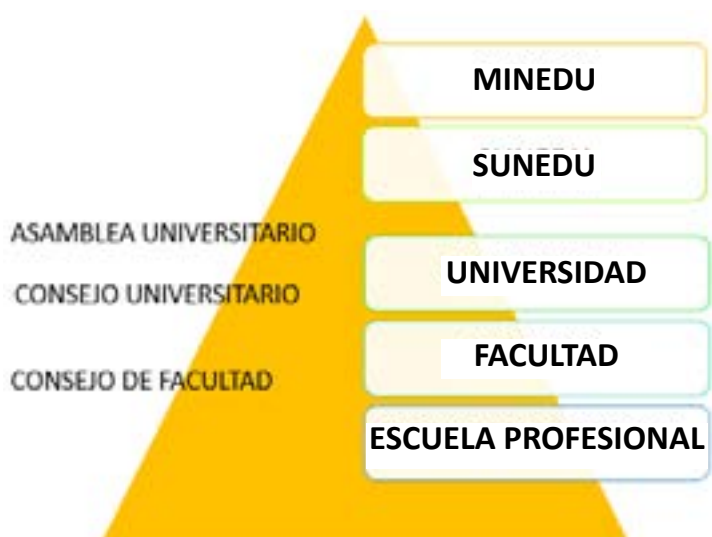 MINEDU
SUNEDU
ASAMBLEA UNIVERSITARIO
CONSEJO UNIVERSITARIO
UNIVERSIDAD
CONSEJO DE FACULTAD
FACULTAD
ESCUELA PROFESIONAL